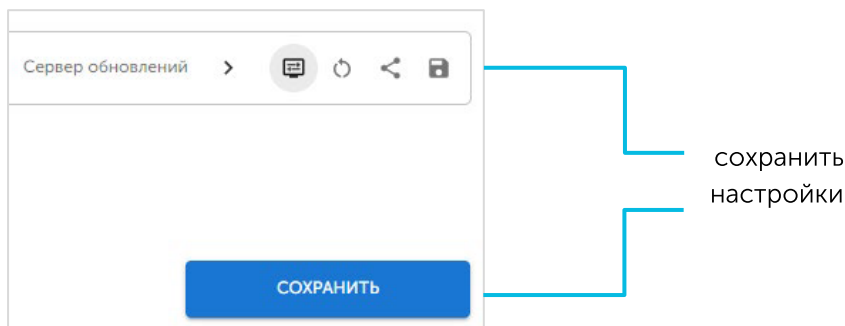 Сервер обновлений
сохранить
настройки
СОХРАНИТЬ